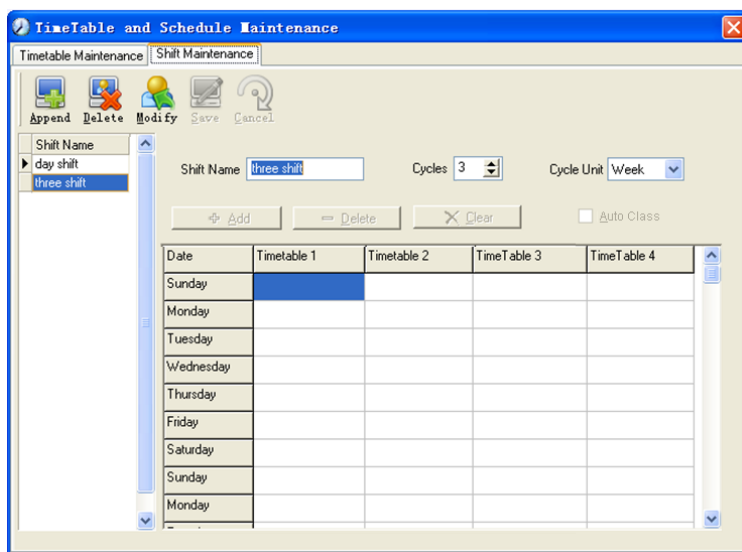 TimeTable and Schedule Maintenance
Timetable Maintenance Shift Maintenance
Append Delete Modify Save Cancel
Shift Name
day shift
three shift
Shift Name three shift Cycles 3 Cycle Unit Week
Add Delete Clear Auto Class
Date Timetable 1 Timetable 2 TimeTable 3 TimeTable 4
Sunday
Monday
Tuesday
Wednesday
Thursday
Friday
Saturday
Sunday
Monday